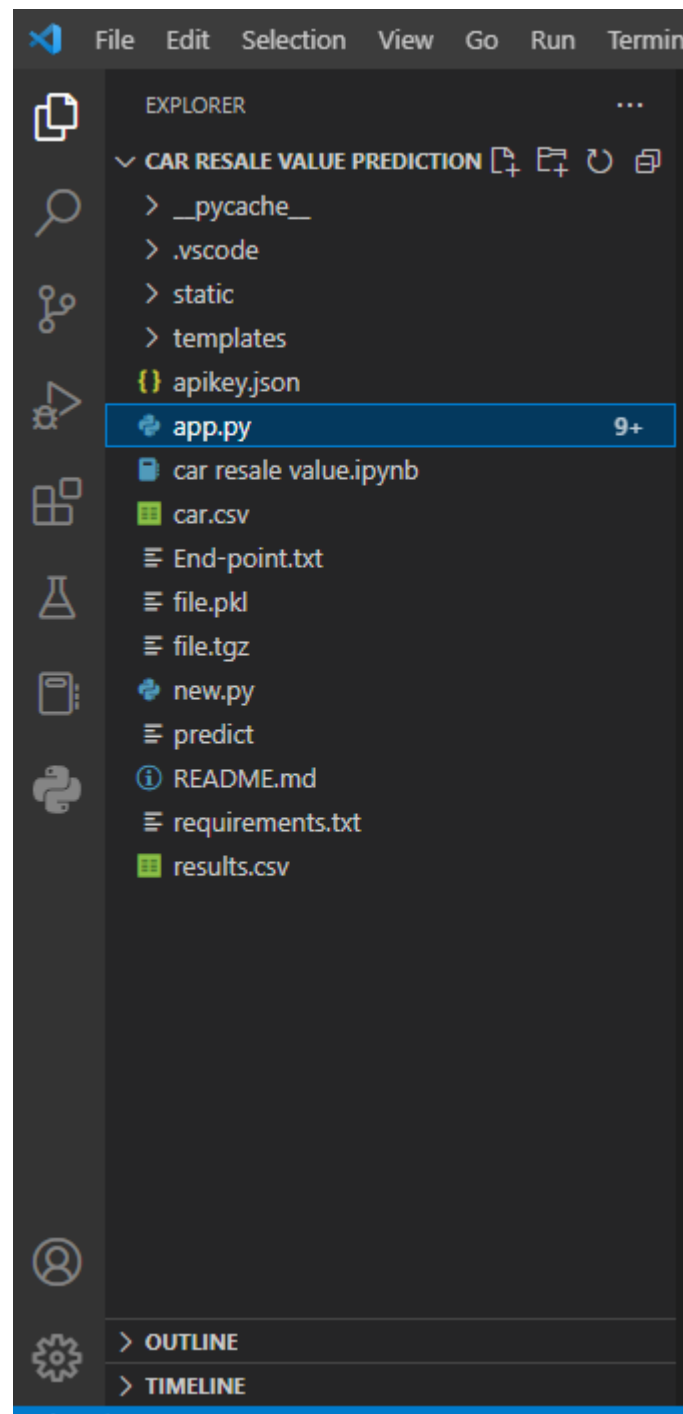 File Edit Selection View Go Run Termin
EXPLORER
CAR RESALE VALUE PREDICTION
__pycache__
.vscode
static
templates
apikey.json
app.py 9+
car resale value.ipynb
car.csv
End-point.txt
file.pkl
file.tgz
new.py
predict
README.md
requirements.txt
results.csv
OUTLINE
TIMELINE